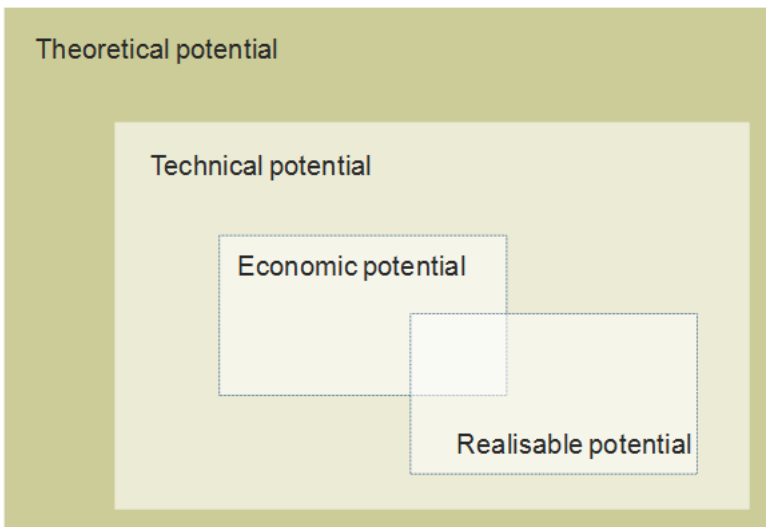 Theoretical potential
Technical potential
Economic potential
Realisable potential